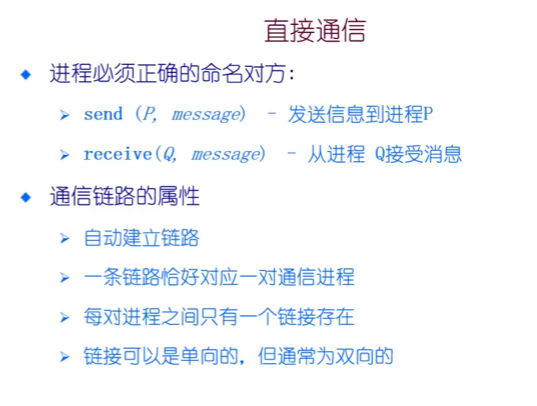 直接通信
进程必须正确的命名对方：
send (P, message) - 发送信息到进程P
receive(Q, message) - 从进程 Q接受消息
通信链路的属性
自动建立链路
一条链路恰好对应一对通信进程
每对进程之间只有一个链接存在
链接可以是单向的，但通常为双向的